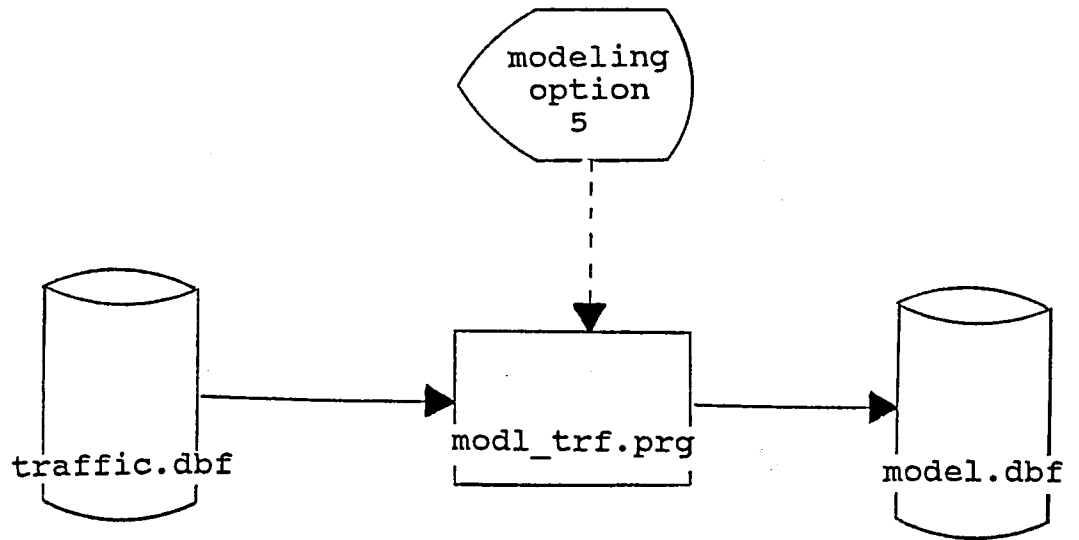 modeling
option
5
traffic.dbf
modl_trf.prg
model.dbf